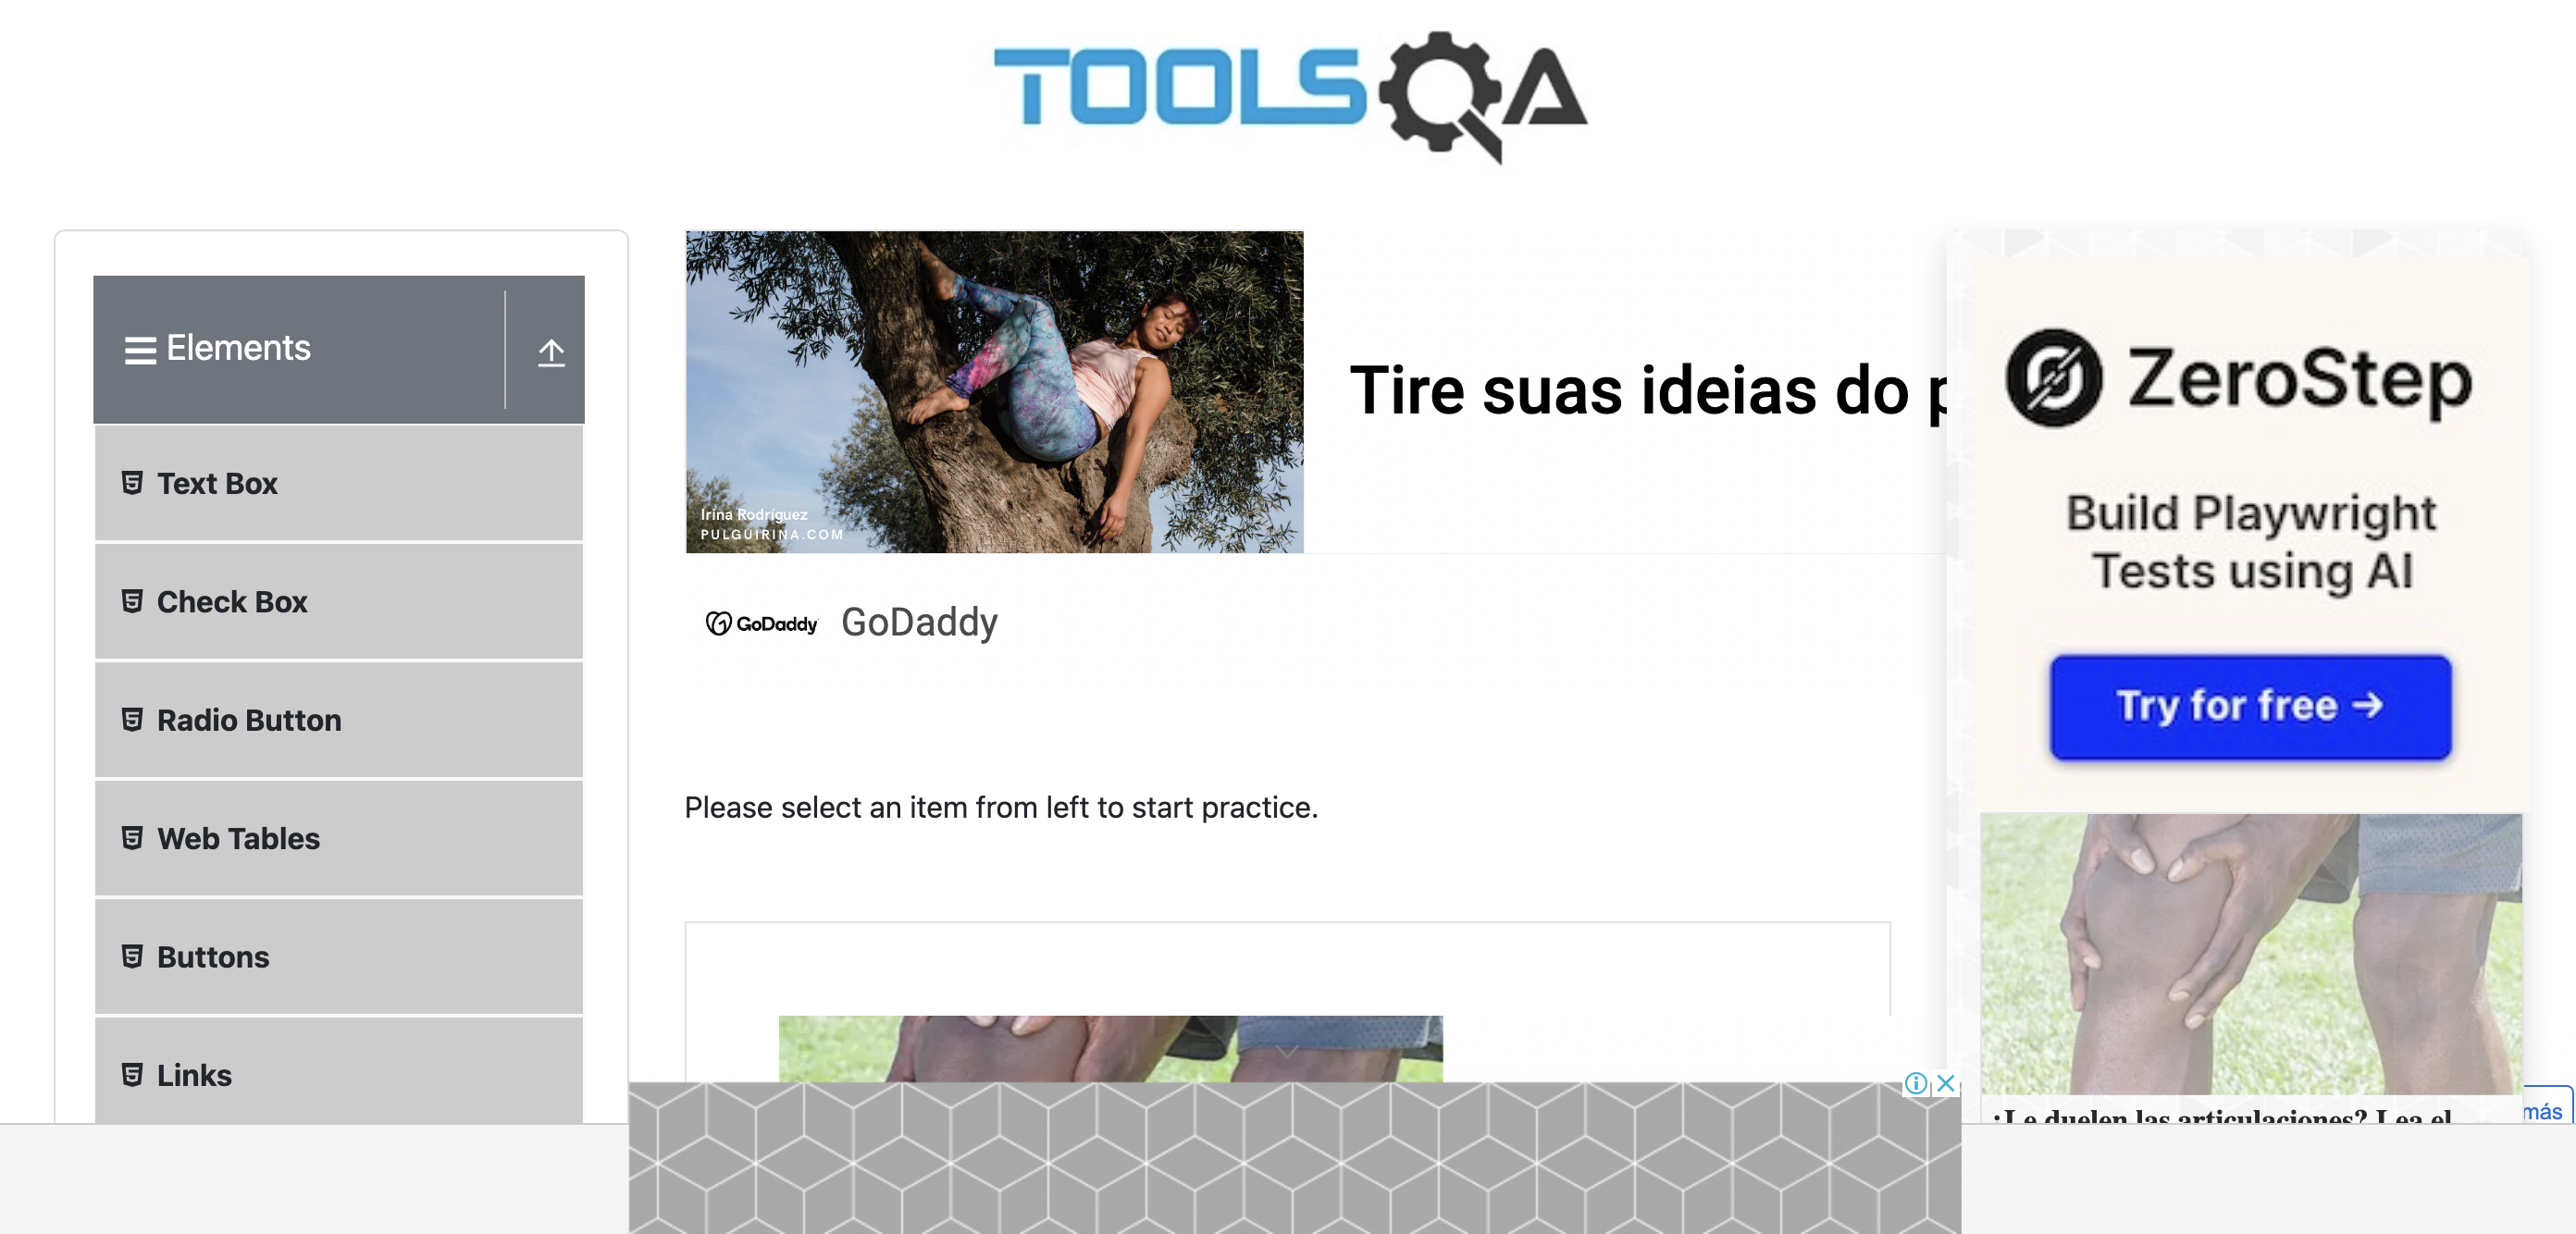 TOOLSQA
Elements
Text Box
Check Box
Radio Button
Web Tables
Buttons
Links
Irina Rodríguez
PULGUIRINA.COM
Tire suas ideias do
GoDaddy GoDaddy
Please select an item from left to start practice.
ZeroStep
Build Playwright
Tests using AI
Try for free →
¿Le duelen las articulaciones? Lea el
más